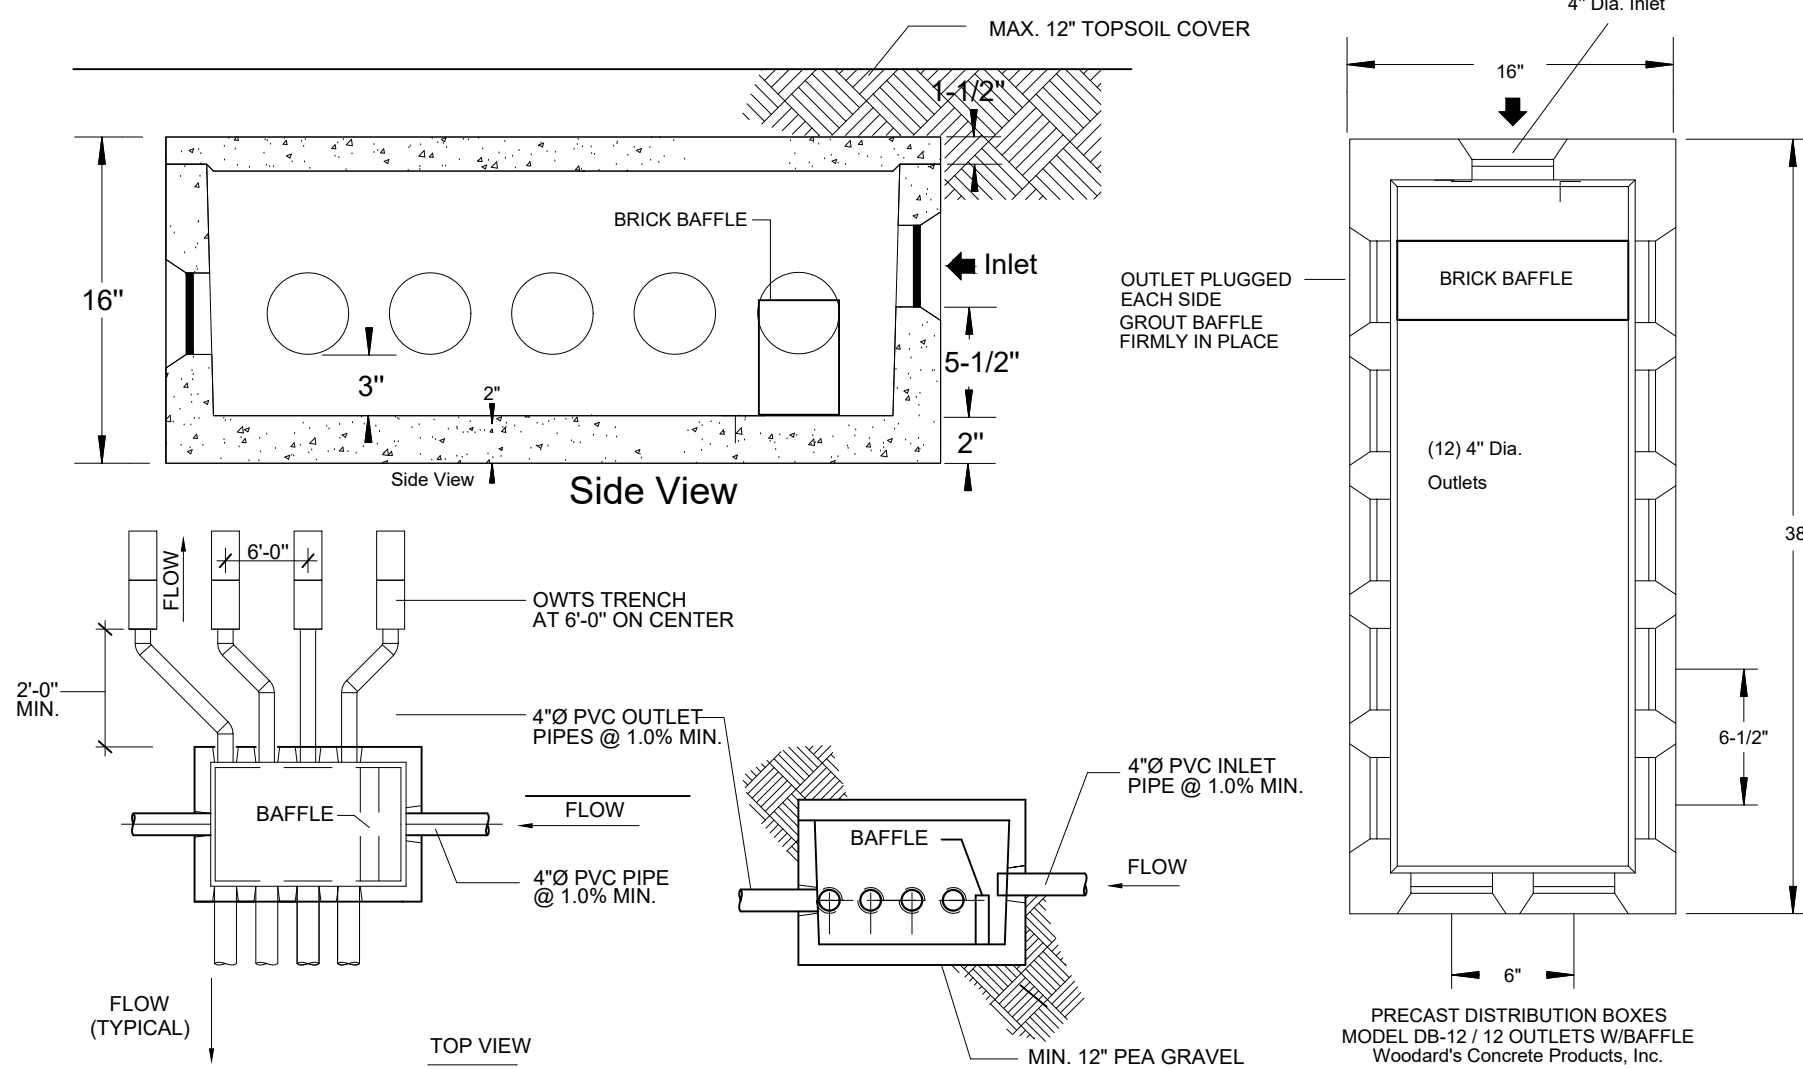 MAX. 12" TOPSOIL COVER
1-1/2"
BRICK BAFFLE
Inlet
16"
5-1/2"
3"
2"
2"
Side View
Side View
4" Dia. Inlet
16"
OUTLET PLUGGED
EACH SIDE
GROUT BAFFLE
FIRMLY IN PLACE
BRICK BAFFLE
(12) 4" Dia.
Outlets
38
6-1/2"
6"
PRECAST DISTRIBUTION BOXES
MODEL DB-12 / 12 OUTLETS W/BAFFLE
Woodard's Concrete Products, Inc.
FLOW
6'-0"
OWTS TRENCH
AT 6'-0" ON CENTER
2'-0"
MIN.
4"Ø PVC OUTLET
PIPES @ 1.0% MIN.
BAFFLE
FLOW
4"Ø PVC PIPE
@ 1.0% MIN.
FLOW
(TYPICAL)
TOP VIEW
4"Ø PVC INLET
PIPE @ 1.0% MIN.
BAFFLE
FLOW
MIN. 12" PEA GRAVEL